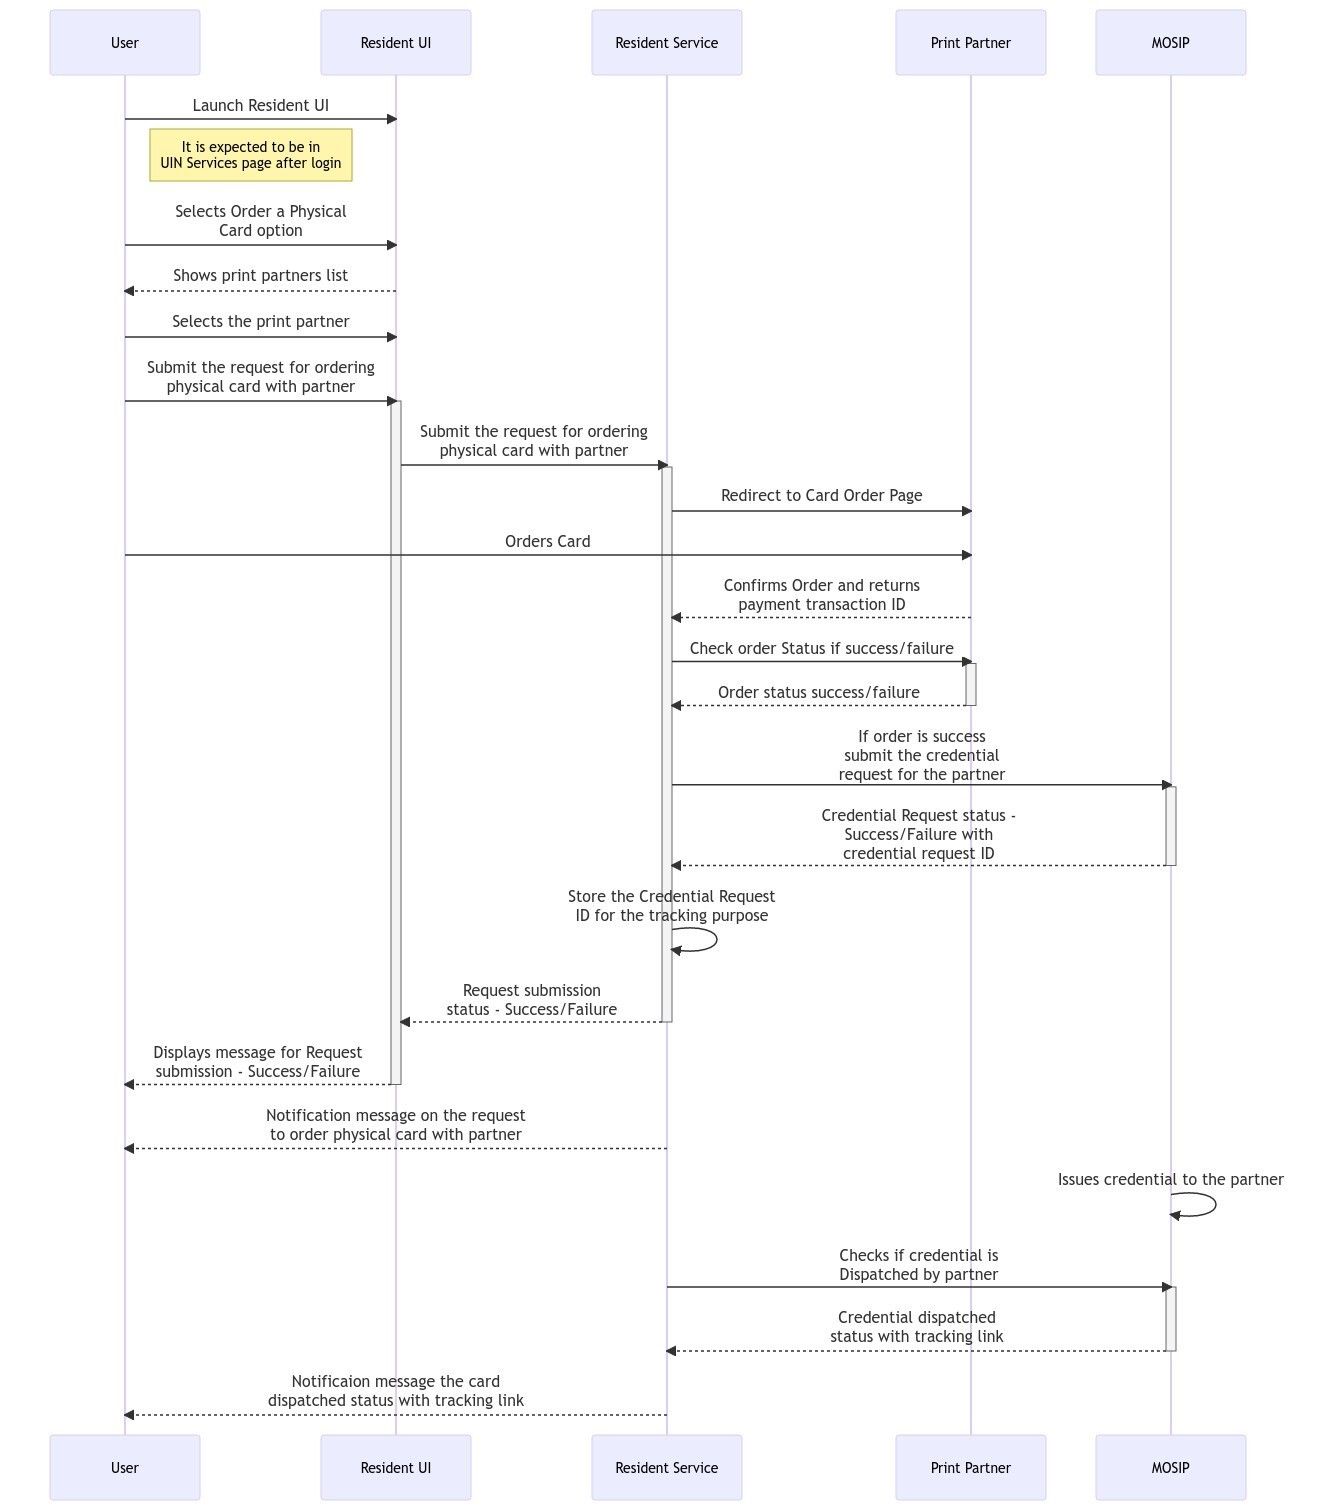 User
Resident UI
Resident Service
Print Partner
MOSIP
Launch Resident UI
It is expected to be in
UIN Services page after login
Selects Order a Physical
Card option
Shows print partners list
Selects the print partner
Submit the request for ordering
physical card with partner
Submit the request for ordering
physical card with partner
Redirect to Card Order Page
Orders Card
Confirms Order and returns
payment transaction ID
Check order Status if success/failure
Order status success/failure
If order is success
submit the credential
request for the partner
Credential Request status -
Success/Failure with
credential request ID
Store the Credential Request
ID for the tracking purpose
Request submission
status - Success/Failure
Displays message for Request
submission - Success/Failure
Notification message on the request
to order physical card with partner
Issues credential to the partner
Checks if credential is
Dispatched by partner
Credential dispatched
status with tracking link
Notificaion message the card
dispatched status with tracking link
User
Resident UI
Resident Service
Print Partner
MOSIP